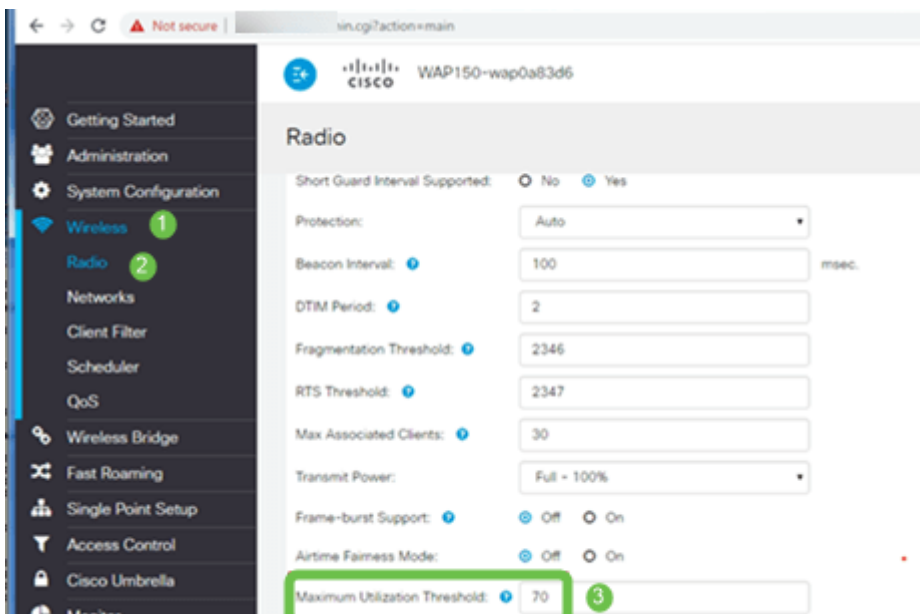 Not secure
in.cgi?action=main
CISCO
WAP150-wap0a83d6
Getting Started
Administration
System Configuration
Wireless 1
Radio 2
Networks
Client Filter
Scheduler
QoS
Wireless Bridge
Fast Roaming
Single Point Setup
Access Control
Cisco Umbrella
Monitor
Radio
Short Guard Interval Supported: No Yes
Protection: Auto
Beacon Interval: ? 100 msec.
DTIM Period: ? 2
Fragmentation Threshold: ? 2346
RTS Threshold: ? 2347
Max Associated Clients: ? 30
Transmit Power: Full - 100%
Frame-burst Support: ? Off On
Airtime Fairness Mode: Off On
Maximum Utilization Threshold: ? 70 3